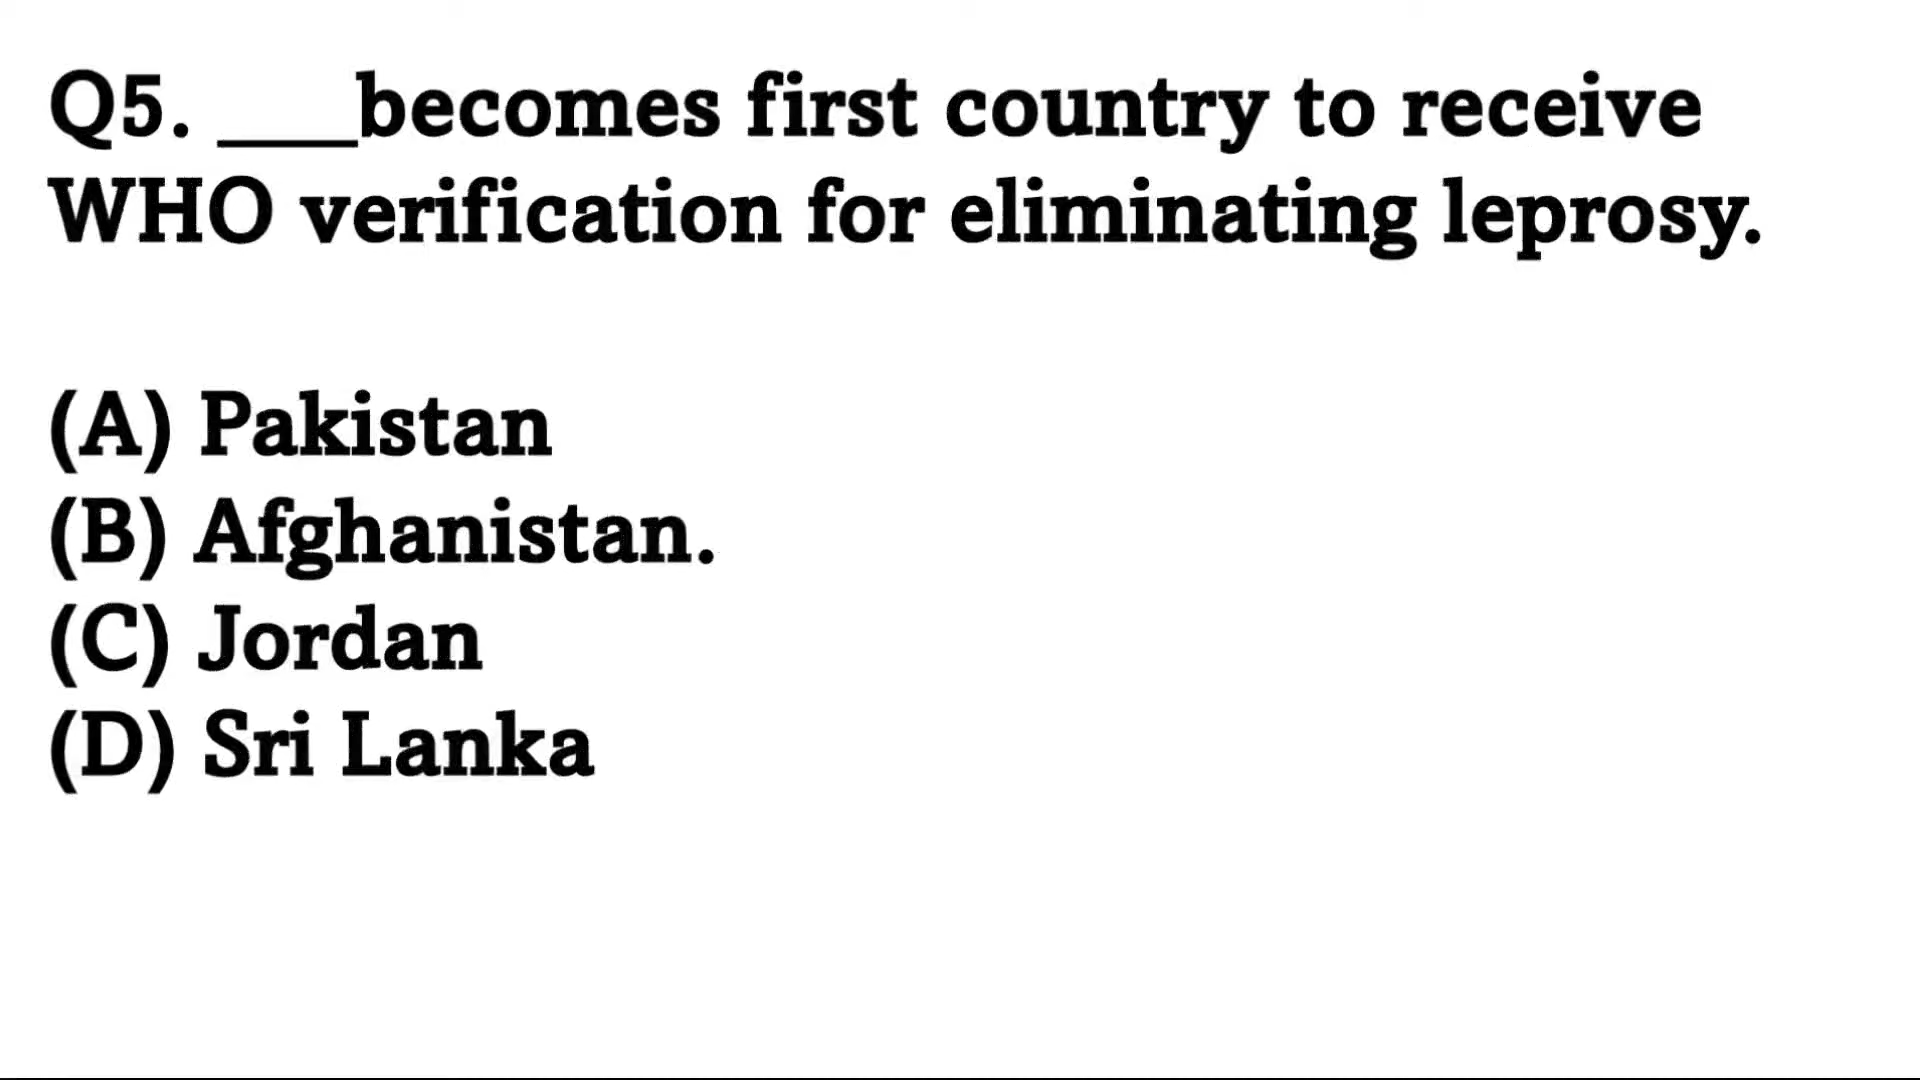 Q5. ____becomes first country to receive
WHO verification for eliminating leprosy.
(A) Pakistan
(B) Afghanistan.
(C) Jordan
(D) Sri Lanka